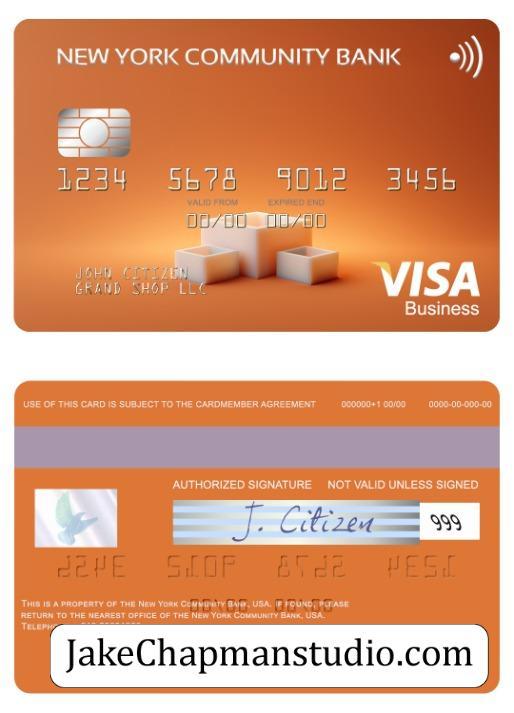 NEW YORK COMMUNITY BANK
1234 5678 9012 3456
VALID FROM EXPIRED END
00/00 00/00
JOHN CITIZEN
GRAND SHOP LLC
VISA
Business
USE OF THIS CARD IS SUBJECT TO THE CARDMEMBER AGREEMENT 000000+1 00/00 0000-00-000-00
AUTHORIZED SIGNATURE NOT VALID UNLESS SIGNED
J. Citizen 999
THIS IS A PROPERTY OF THE NEW YORK COMMUNITY BANK, USA. IF FOUND, PLEASE
RETURN TO THE NEAREST OFFICE OF THE NEW YORK COMMUNITY BANK, USA.
JakeChapmanstudio.com